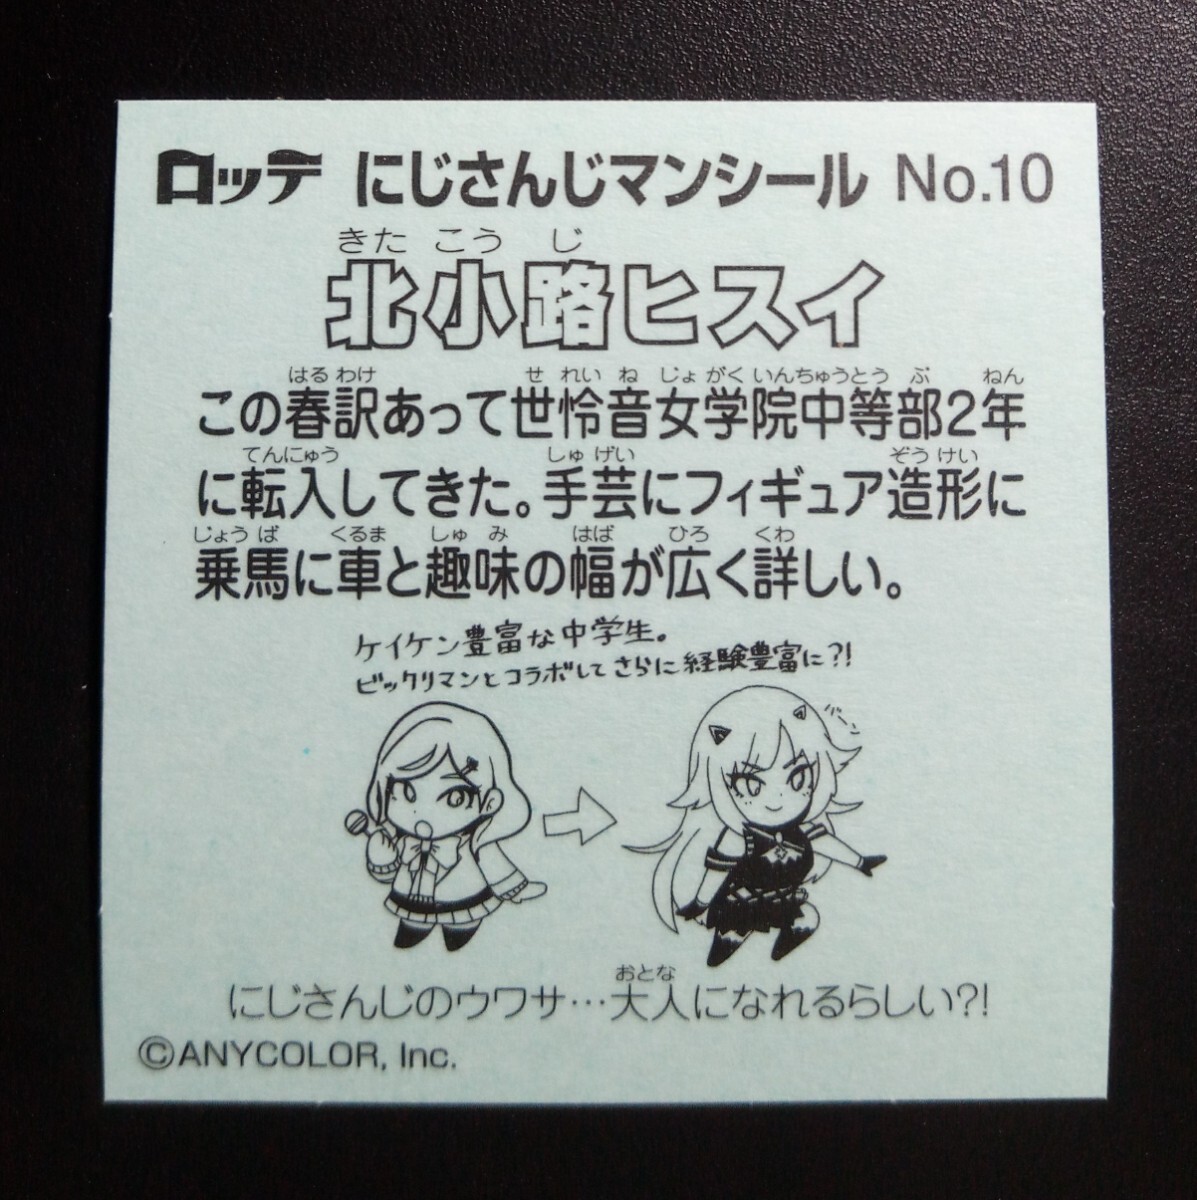 ロッテ にじさんじマンシール No.10
きた こう じ
北小路ヒスイ
はる わけ せ れい ね じょ がく いんちゅうとう ぶ ねん
この春訳あって世怜音女学院中等部2年
てんにゅう しゅ げい ぞう けい
に転入してきた。手芸にフィギュア造形に
じょう ば くるま しゅ み はば ひろ くわ
乗馬に車と趣味の幅が広く詳しい。
ケイケン豊富な中学生。
ビックリマンとコラボしてさらに経験豊富に?!
おとな
にじさんじのウワサ…大人になれるらしい?!
©ANYCOLOR, Inc.